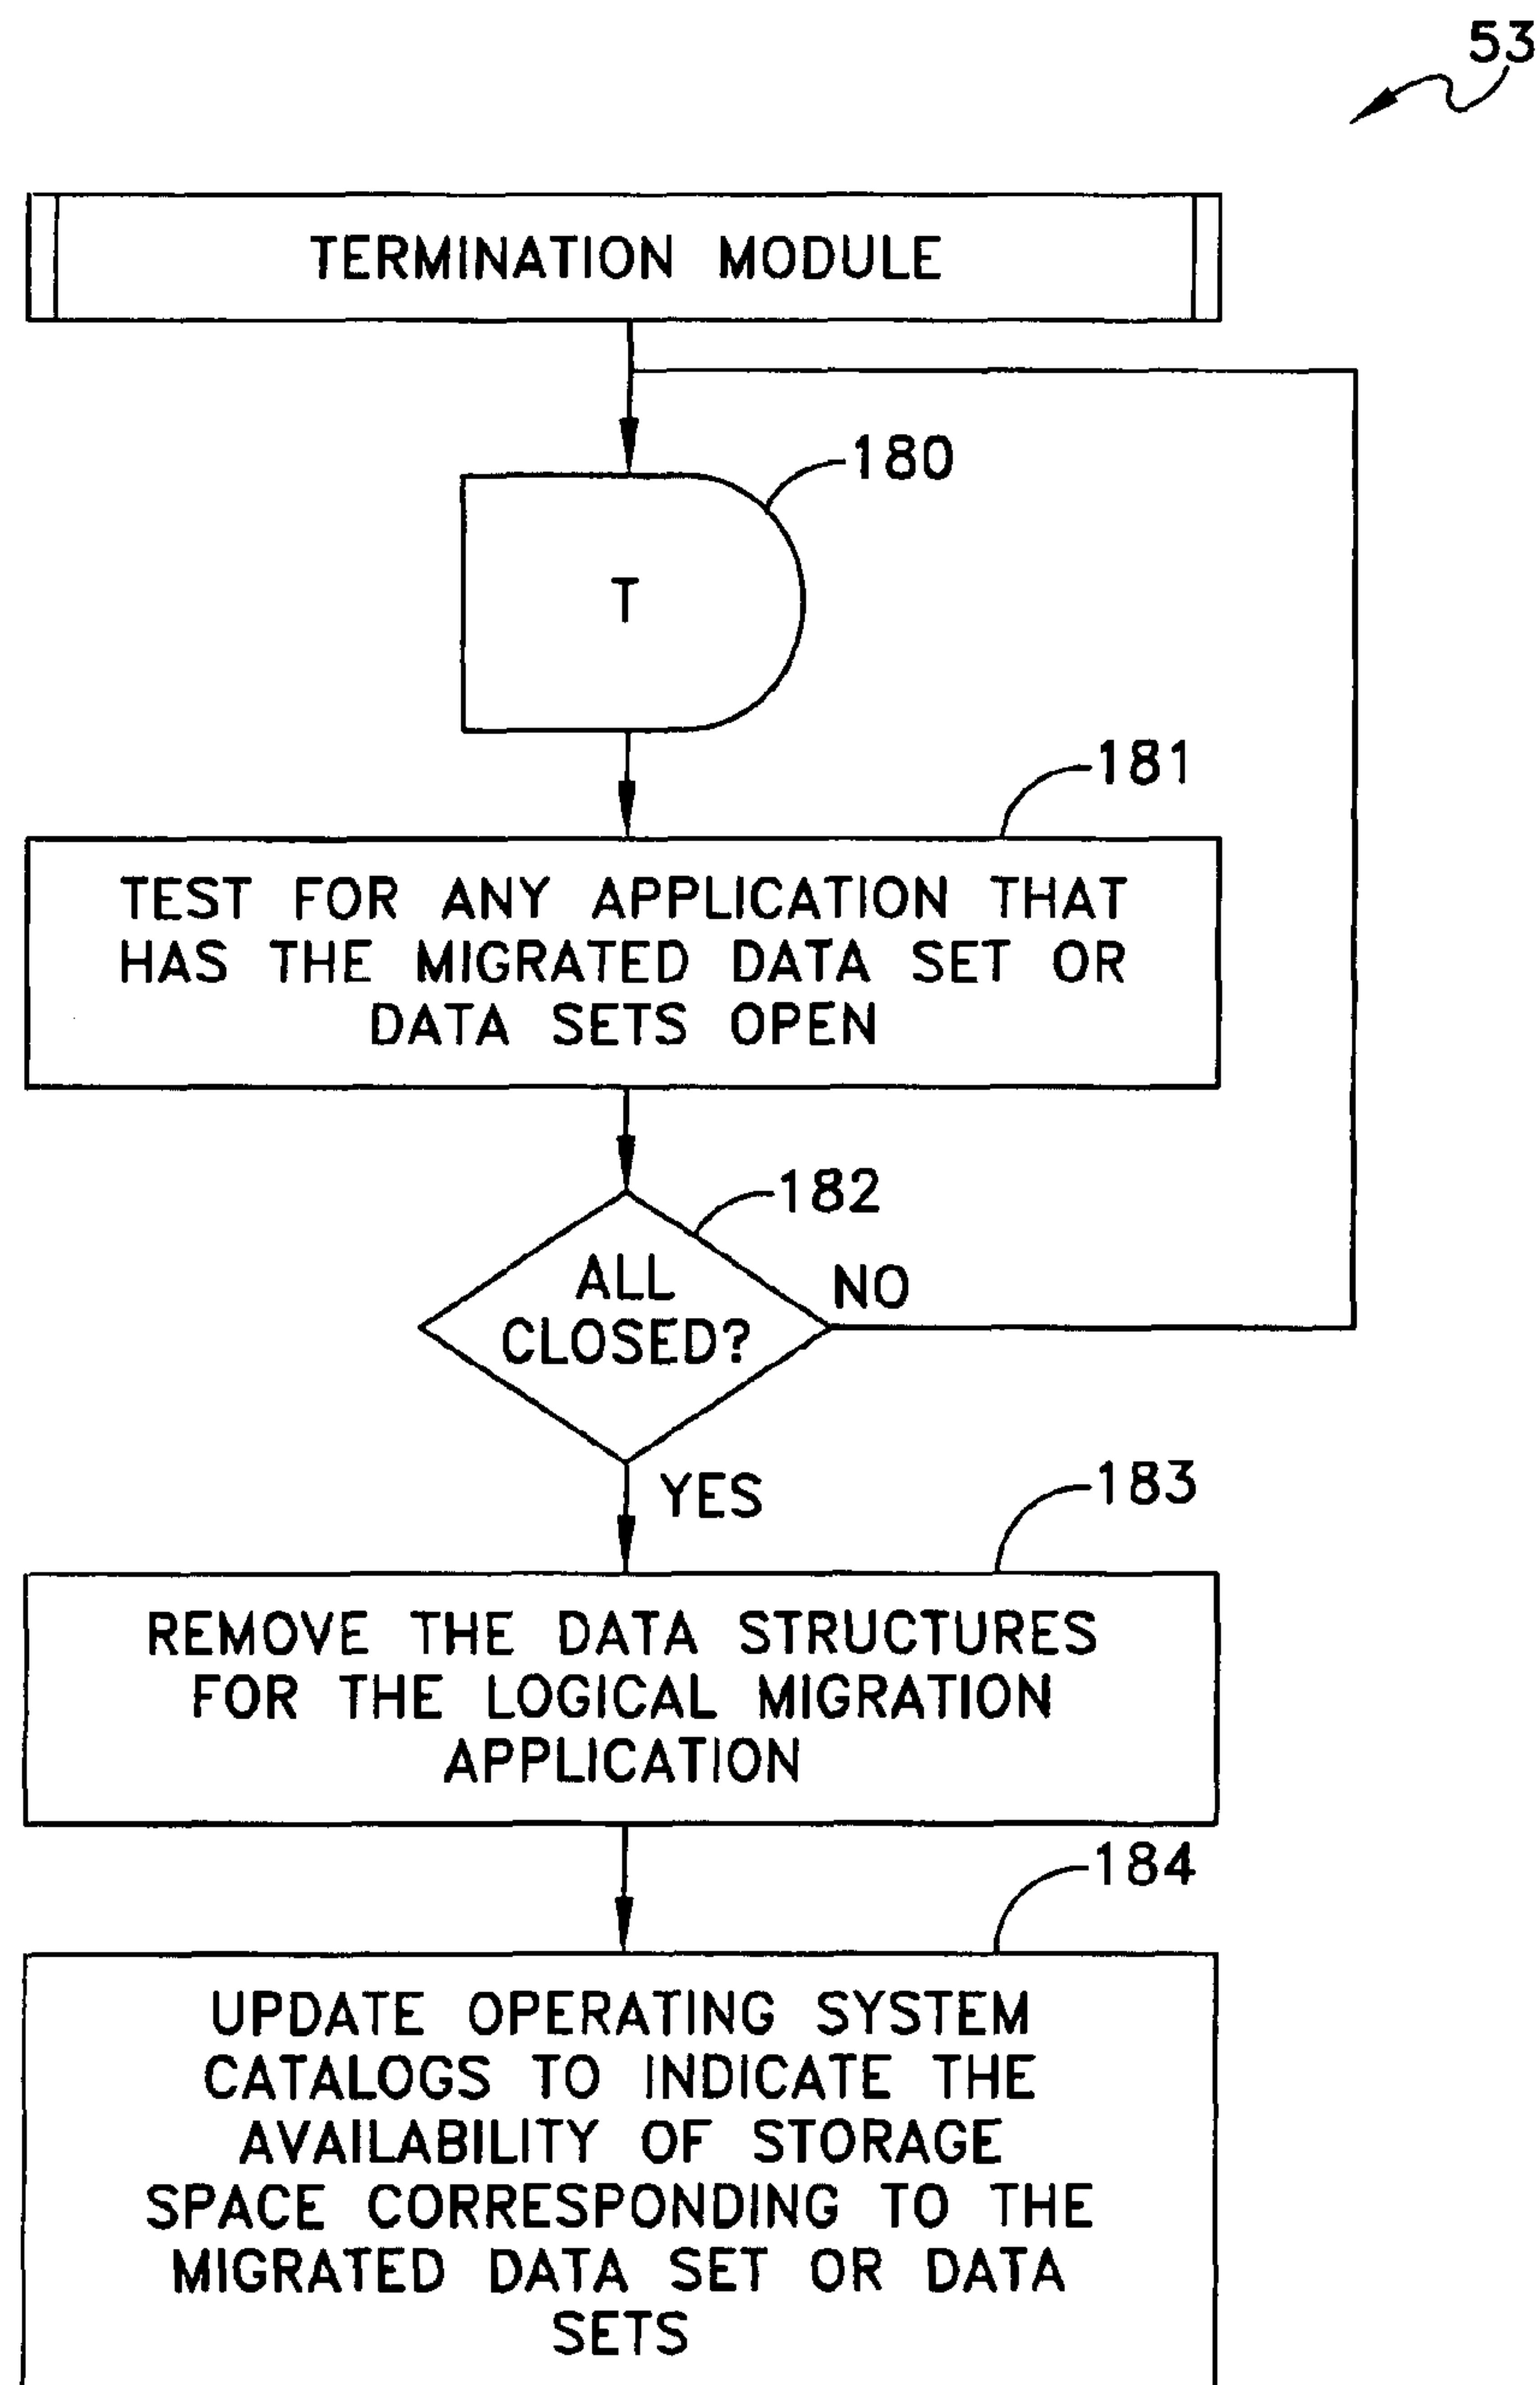 53
TERMINATION MODULE
180
T
181
TEST FOR ANY APPLICATION THAT
HAS THE MIGRATED DATA SET OR
DATA SETS OPEN
182
ALL
CLOSED?
NO
YES
183
REMOVE THE DATA STRUCTURES
FOR THE LOGICAL MIGRATION
APPLICATION
184
UPDATE OPERATING SYSTEM
CATALOGS TO INDICATE THE
AVAILABILITY OF STORAGE
SPACE CORRESPONDING TO THE
MIGRATED DATA SET OR DATA
SETS